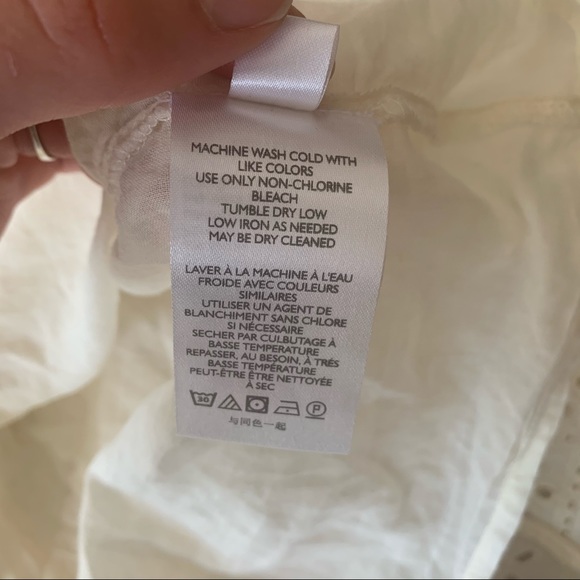 MACHINE WASH COLD WITH
LIKE COLORS
USE ONLY NON-CHLORINE
BLEACH
TUMBLE DRY LOW
LOW IRON AS NEEDED
MAY BE DRY CLEANED
LAVER À LA MACHINE À L'EAU
FROIDE AVEC COULEURS
SIMILAIRES
UTILISER UN AGENT DE
BLANCHIMENT SANS CHLORE
SI NÉCESSAIRE
SECHER PAR CULBUTAGE À
BASSE TEMPERATURE
REPASSER, AU BESOIN, À TRÈS
BASSE TEMPÉRATURE
PEUT-ÊTRE ÊTRE NETTOYÉE
À SEC
30 P
与同色一起